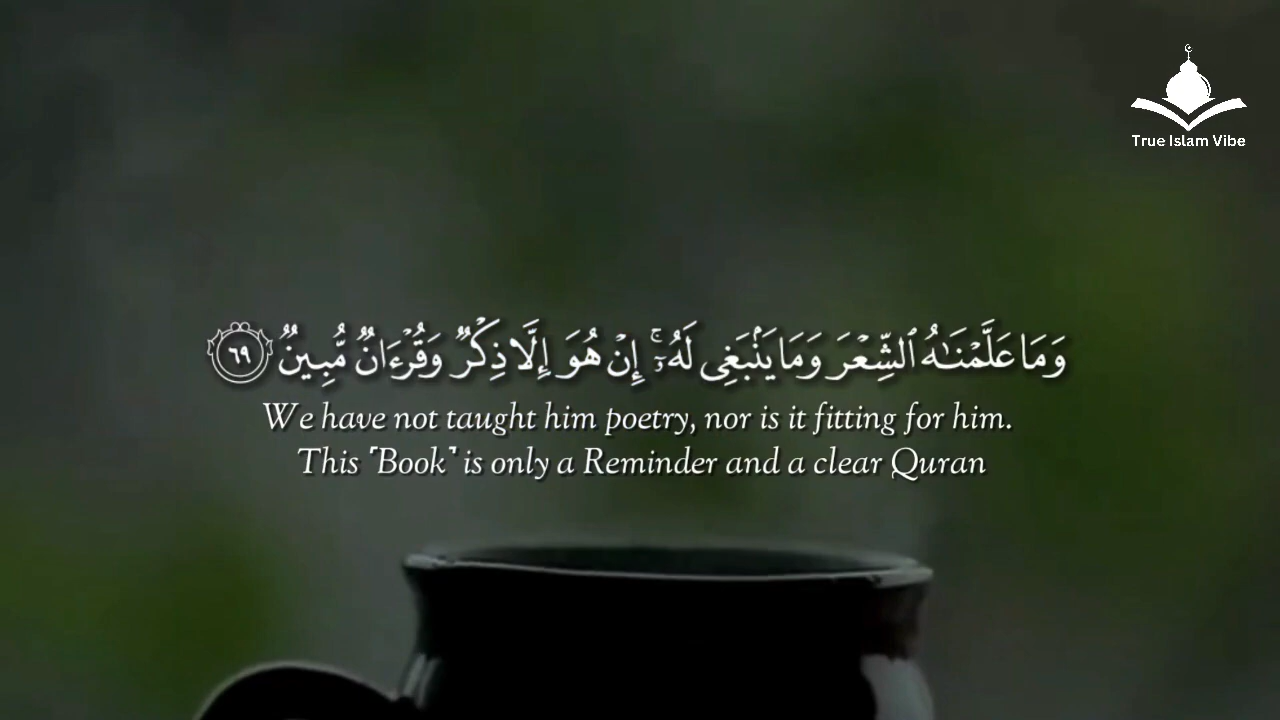 True Islam Vibe
وَمَا عَلَّمْنَـٰهُ ٱلشِّعْرَ وَمَا يَنۢبَغِى لَهُۥٓ ۚ إِنْ هُوَ إِلَّا ذِكْرٌ وَقُرْءَانٌ مُّبِينٌ ٦٩
We have not taught him poetry, nor is it fitting for him.
This "Book" is only a Reminder and a clear Quran